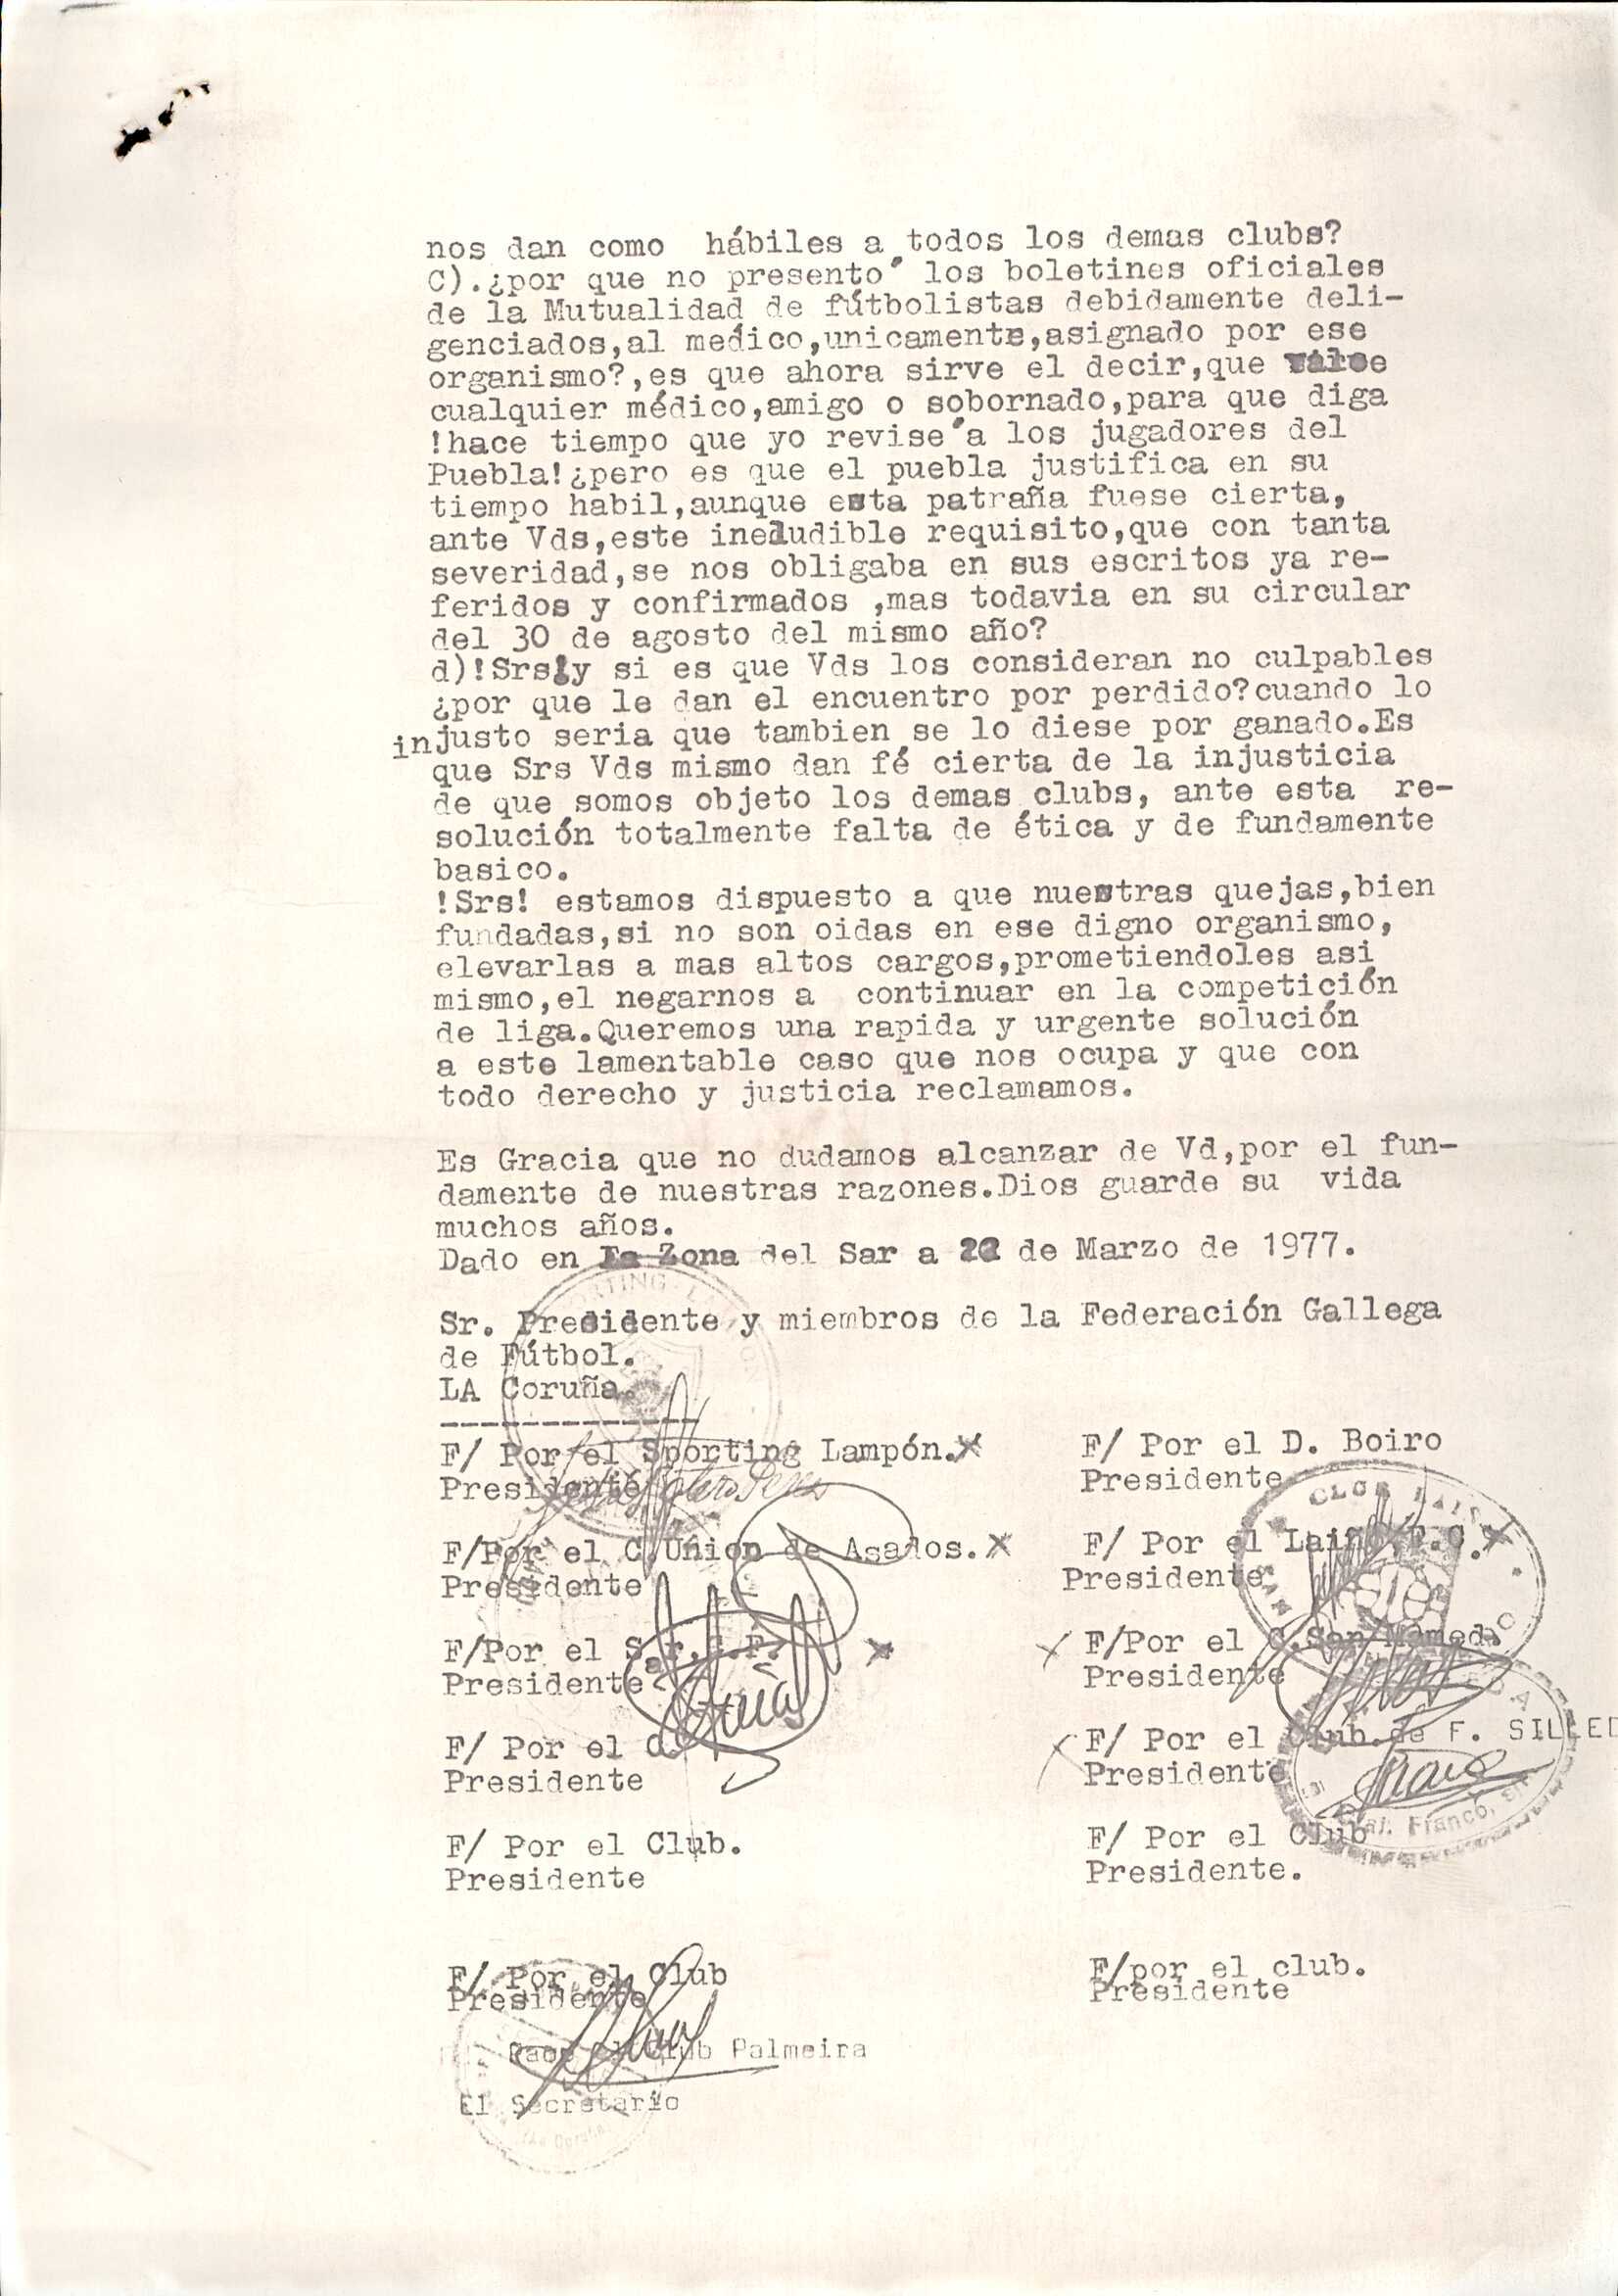 nos dan como hábiles a todos los demas clubs?
C).¿por que no presento´ los boletines oficiales
de la Mutualidad de fútbolistas debidamente deli-
genciados,al medico,unicamente,asignado por ese
organismo?,es que ahora sirve el decir,que
cualquier médico,amigo o sobornado,para que diga
!hace tiempo que yo revise´a los jugadores del
Puebla!¿pero es que el puebla justifica en su
tiempo habil,aunque esta patraña fuese cierta,
ante Vds,este ineludible requisito,que con tanta
severidad,se nos obligaba en sus escritos ya re-
feridos y confirmados ,mas todavia en su circular
del 30 de agosto del mismo año?
d)!Srs!y si es que Vds los consideran no culpables
¿por que le dan el encuentro por perdido?cuando lo
injusto seria que tambien se lo diese por ganado.Es
que Srs Vds mismo dan fé cierta de la injusticia
de que somos objeto los demas clubs, ante esta re-
solución totalmente falta de ética y de fundamente
basico.
!Srs! estamos dispuesto a que nuestras quejas,bien
fundadas,si no son oidas en ese digno organismo,
elevarlas a mas altos cargos,prometiendoles asi
mismo,el negarnos a continuar en la competición
de liga.Queremos una rapida y urgente solución
a este lamentable caso que nos ocupa y que con
todo derecho y justicia reclamamos.
Es Gracia que no dudamos alcanzar de Vd,por el fun-
damente de nuestras razones.Dios guarde su vida
muchos años.
Dado en La Zona del Sar a de Marzo de 1977.
Sr. Presidente y miembros de la Federación Gallega
de Fútbol.
LA Coruña.
--------------
F/ Por el Sporting Lampón.X
Presidente
F/ Por el D. Boiro
Presidente
F/Por el C.Union de Asados.X
Presidente
F/ Por el Laiño.F.C.X
Presidente
F/Por el Sar.C.F. X
Presidente
X F/Por el C.San Mamed.
Presidente
F/ Por el C.
Presidente
X F/ Por el Club.de F. SILLED
Presidente
Gral. Franco,
F/ Por el Club.
Presidente
F/ Por el Club
Presidente.
F/. Por el Club
Presidente
F/por el club.
Presidente
Club Palmeira
El Secretario